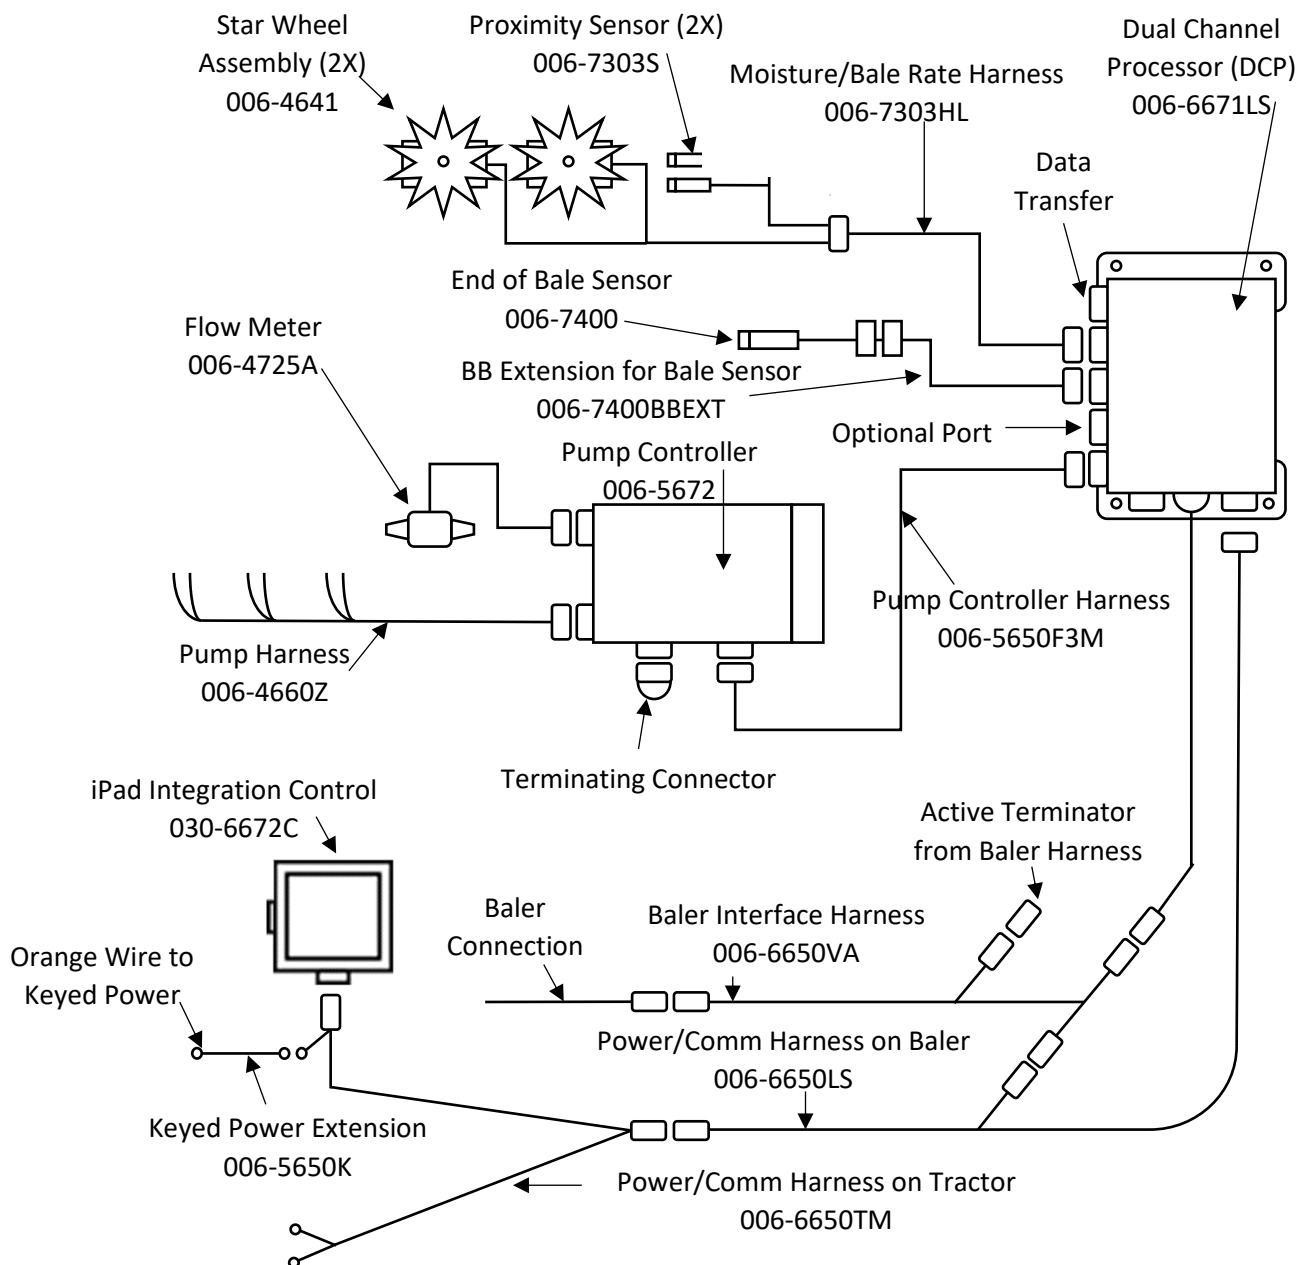 Star Wheel
Assembly (2X)
006-4641
Proximity Sensor (2X)
006-7303S
Moisture/Bale Rate Harness
006-7303HL
Dual Channel
Processor (DCP)
006-6671LS
Data
Transfer
End of Bale Sensor
006-7400
Flow Meter
006-4725A
BB Extension for Bale Sensor
006-7400BBEXT
Optional Port
Pump Controller
006-5672
Pump Controller Harness
006-5650F3M
Pump Harness
006-4660Z
Terminating Connector
iPad Integration Control
030-6672C
Active Terminator
from Baler Harness
Baler
Connection
Baler Interface Harness
006-6650VA
Orange Wire to
Keyed Power
Power/Comm Harness on Baler
006-6650LS
Keyed Power Extension
006-5650K
Power/Comm Harness on Tractor
006-6650TM